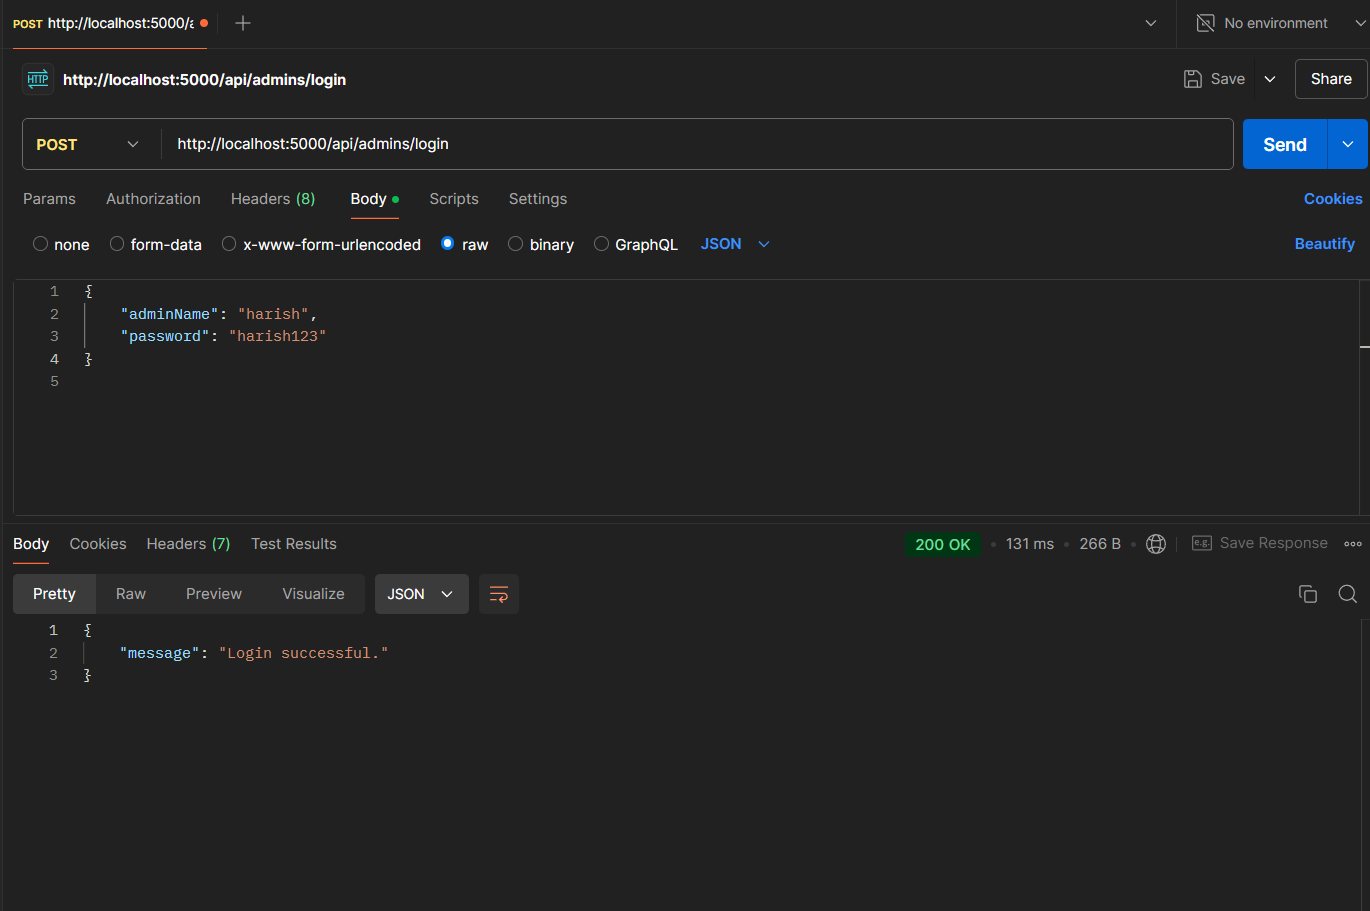 POST http://localhost:5000/a
No environment
HTTP http://localhost:5000/api/admins/login
Save
Share
POST http://localhost:5000/api/admins/login
Send
Params Authorization Headers (8) Body Scripts Settings Cookies
none form-data x-www-form-urlencoded raw binary GraphQL JSON Beautify
1 {
2 "adminName": "harish",
3 "password": "harish123"
4 }
5
Body Cookies Headers (7) Test Results 200 OK 131 ms 266 B e.g. Save Response
Pretty Raw Preview Visualize JSON
1 {
2 "message": "Login successful."
3 }